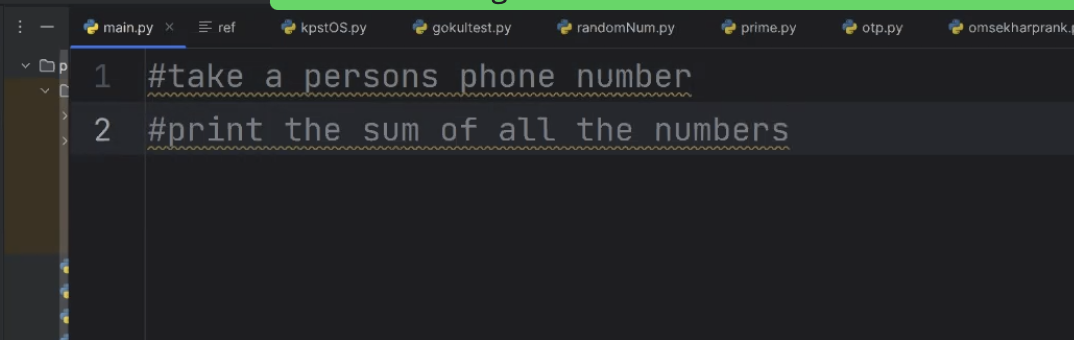 main.py ref kpstOS.py gokultest.py randomNum.py prime.py otp.py omsekharprank.p
p
1 #take a persons phone number
2 #print the sum of all the numbers